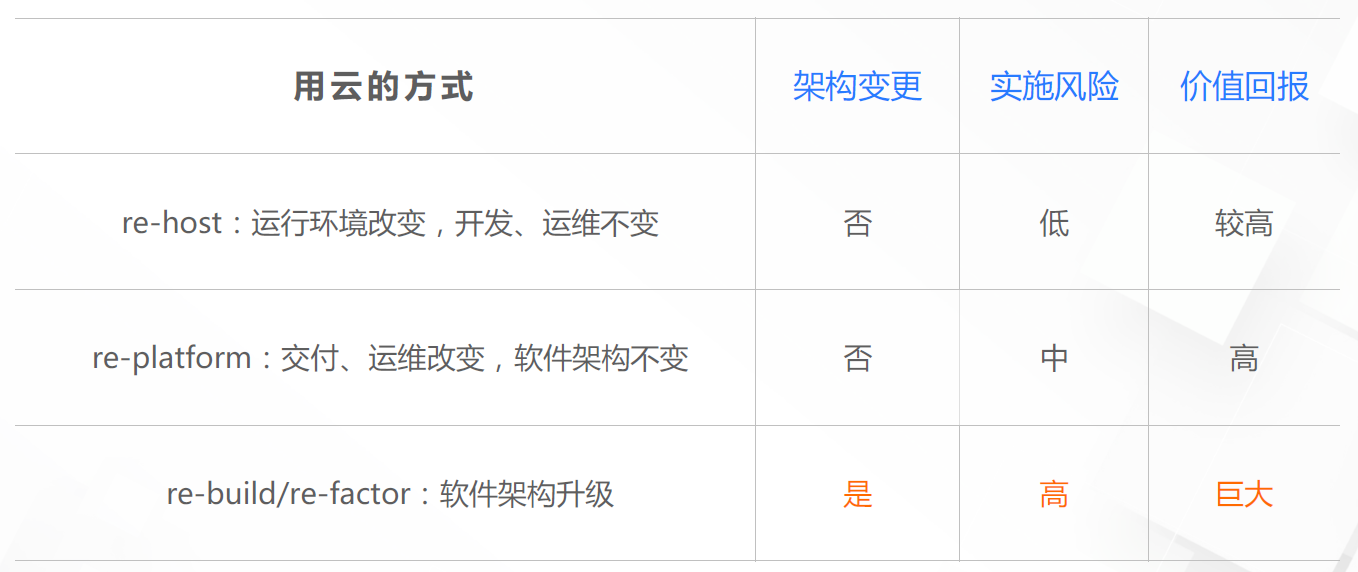 用云的方式 架构变更 实施风险 价值回报
re-host：运行环境改变，开发、运维不变 否 低 较高
re-platform：交付、运维改变，软件架构不变 否 中 高
re-build/re-factor：软件架构升级 是 高 巨大